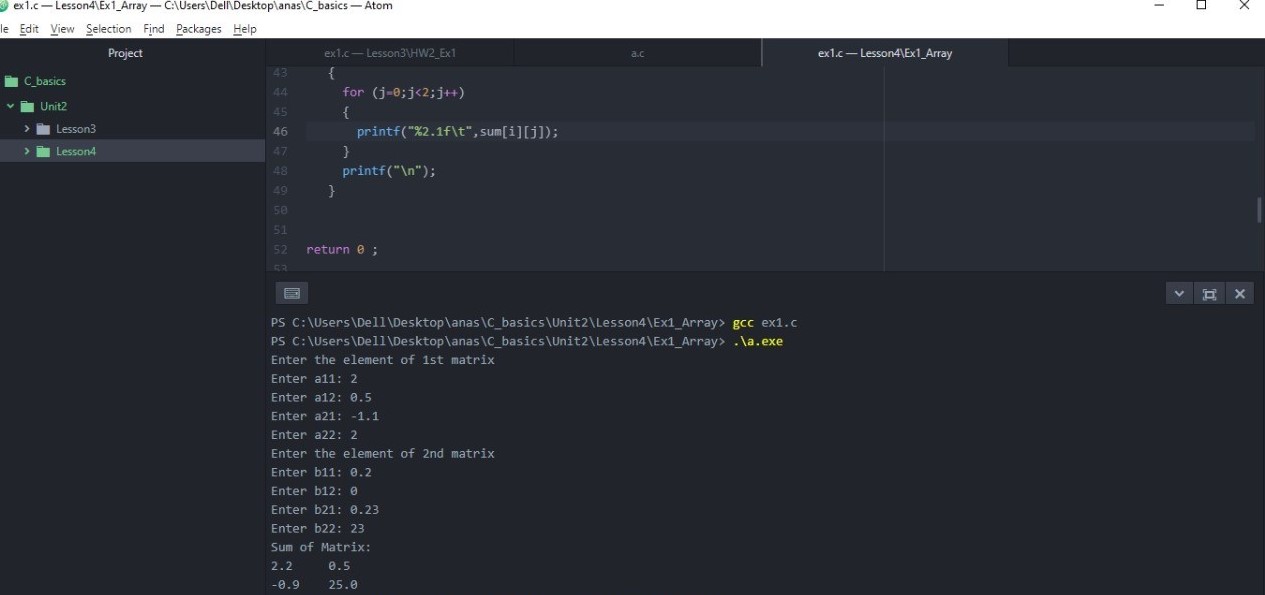 ex1.c — Lesson4\Ex1_Array — C:\Users\Dell\Desktop\anas\C_basics — Atom
le Edit View Selection Find Packages Help
Project
ex1.c — Lesson3\HW2_Ex1
a.c
ex1.c — Lesson4\Ex1_Array
C_basics
Unit2
Lesson3
Lesson4
43 {
44 for (j=0;j<2;j++)
45 {
46 printf("%2.1f\t",sum[i][j]);
47 }
48 printf("\n");
49 }
50
51
52 return 0 ;
53
PS C:\Users\Dell\Desktop\anas\C_basics\Unit2\Lesson4\Ex1_Array> gcc ex1.c
PS C:\Users\Dell\Desktop\anas\C_basics\Unit2\Lesson4\Ex1_Array> .\a.exe
Enter the element of 1st matrix
Enter a11: 2
Enter a12: 0.5
Enter a21: -1.1
Enter a22: 2
Enter the element of 2nd matrix
Enter b11: 0.2
Enter b12: 0
Enter b21: 0.23
Enter b22: 23
Sum of Matrix:
2.2 0.5
-0.9 25.0